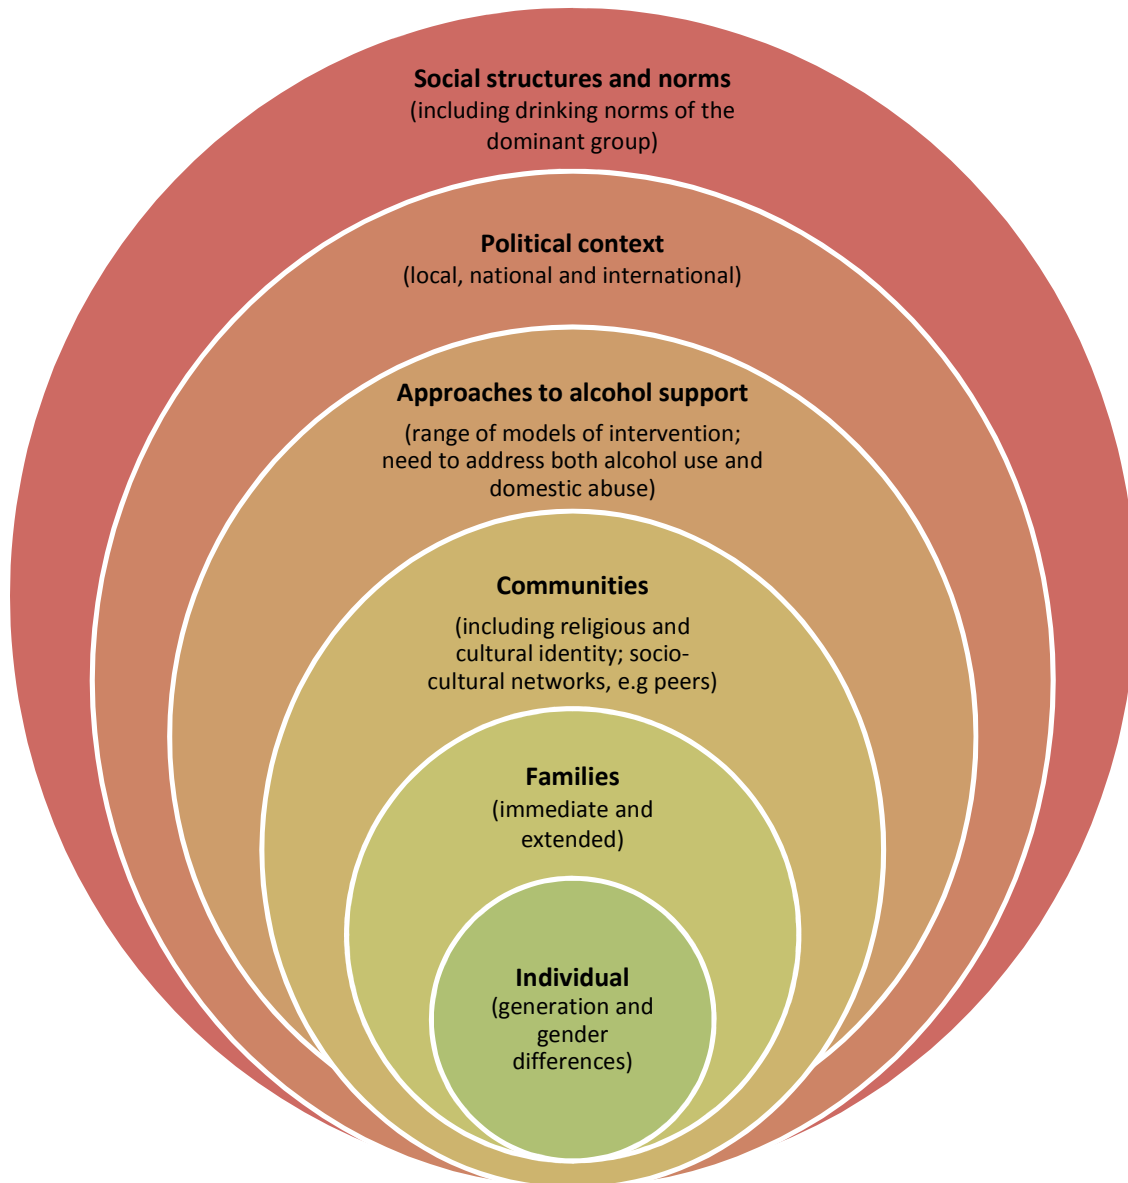 Social structures and norms
(including drinking norms of the
dominant group)
Political context
(local, national and international)
Approaches to alcohol support
(range of models of intervention;
need to address both alcohol use and
domestic abuse)
Communities
(including religious and
cultural identity; socio-
cultural networks, e.g peers)
Families
(immediate and
extended)
Individual
(generation and
gender
differences)